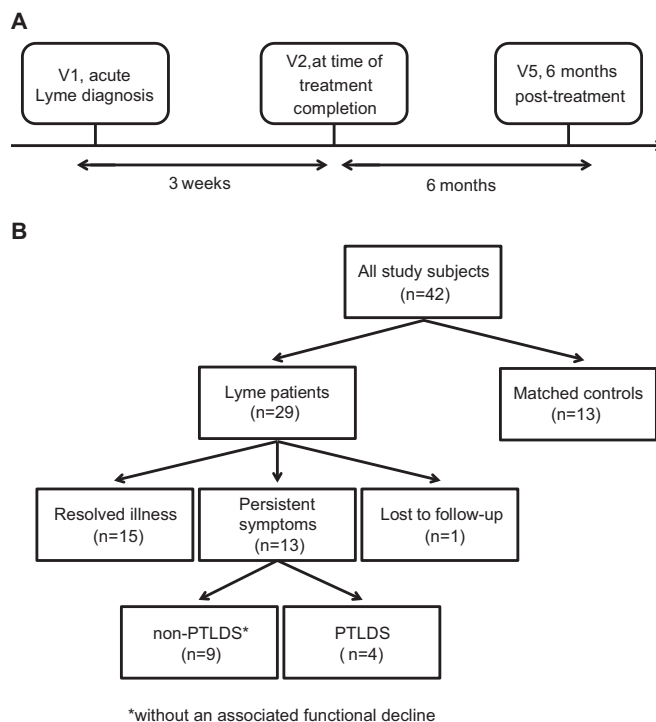 A
V1, acute
Lyme diagnosis
V2,at time of
treatment
completion
V5, 6 months
post-treatment
3 weeks
6 months
B
All study subjects
(n=42)
Lyme patients
(n=29)
Matched controls
(n=13)
Resolved illness
(n=15)
Persistent
symptoms
(n=13)
Lost to follow-up
(n=1)
non-PTLDS*
(n=9)
PTLDS
( n=4)
*without an associated functional decline